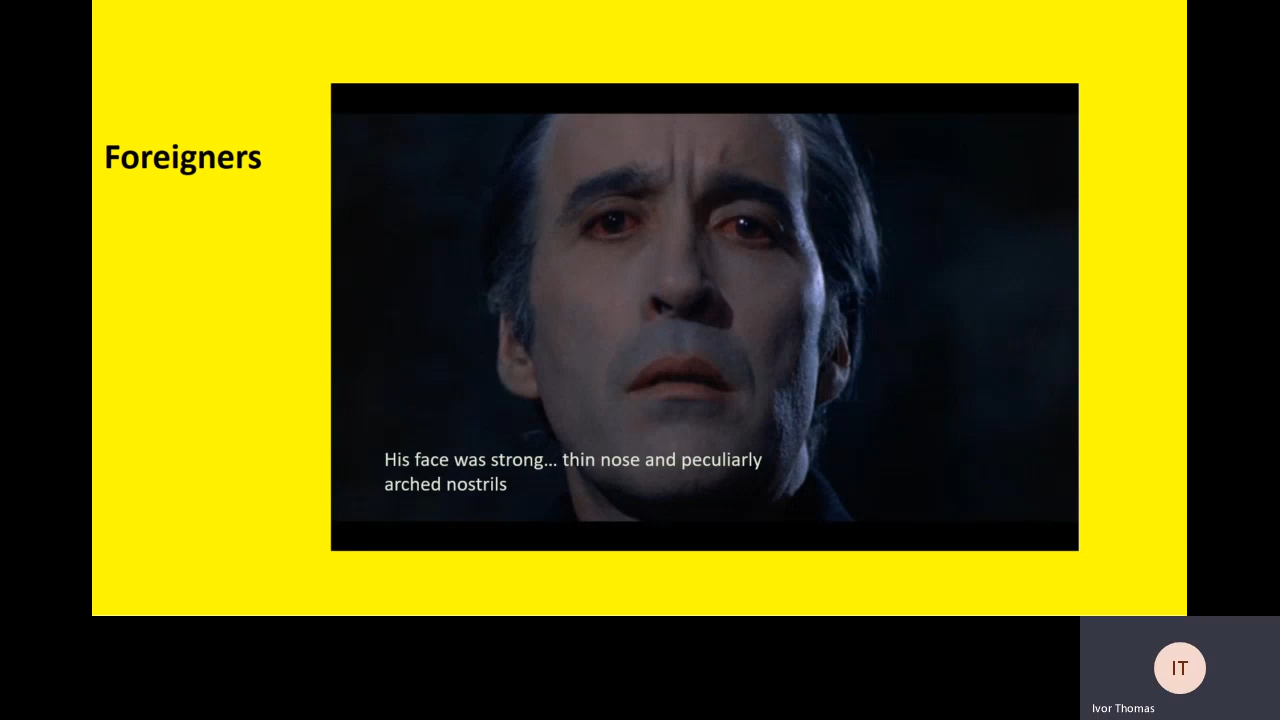 Foreigners
His face was strong... thin nose and peculiarly
arched nostrils
IT
Ivor Thomas